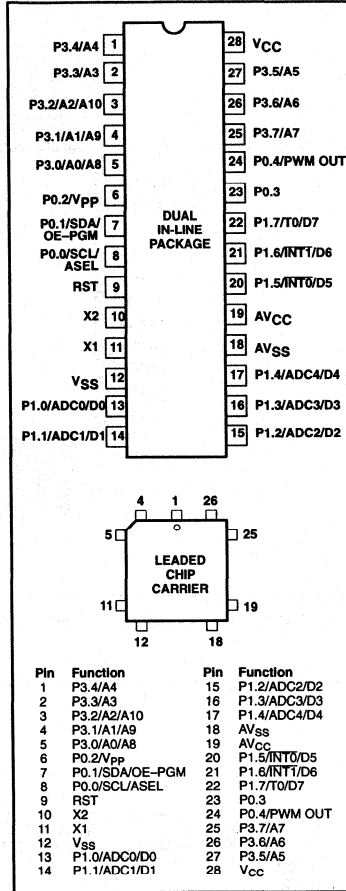 P3.4/A4 1
P3.3/A3 2
P3.2/A2/A10 3
P3.1/A1/A9 4
P3.0/A0/A8 5
P0.2/VPP 6
P0.1/SDA/
OE–PGM 7
P0.0/SCL/
ASEL 8
RST 9
X2 10
X1 11
VSS 12
P1.0/ADC0/D0 13
P1.1/ADC1/D1 14
DUAL
IN-LINE
PACKAGE
28 VCC
27 P3.5/A5
26 P3.6/A6
25 P3.7/A7
24 P0.4/PWM OUT
23 P0.3
22 P1.7/T0/D7
21 P1.6/INT1/D6
20 P1.5/INT0/D5
19 AVCC
18 AVSS
17 P1.4/ADC4/D4
16 P1.3/ADC3/D3
15 P1.2/ADC2/D2
4 1 26
5 25
LEADED
CHIP
CARRIER
11 19
12 18
Pin Function Pin Function
1 P3.4/A4 15 P1.2/ADC2/D2
2 P3.3/A3 16 P1.3/ADC3/D3
3 P3.2/A2/A10 17 P1.4/ADC4/D4
4 P3.1/A1/A9 18 AVSS
5 P3.0/A0/A8 19 AVCC
6 P0.2/VPP 20 P1.5/INT0/D5
7 P0.1/SDA/OE–PGM 21 P1.6/INT1/D6
8 P0.0/SCL/ASEL 22 P1.7/T0/D7
9 RST 23 P0.3
10 X2 24 P0.4/PWM OUT
11 X1 25 P3.7/A7
12 VSS 26 P3.6/A6
13 P1.0/ADC0/D0 27 P3.5/A5
14 P1.1/ADC1/D1 28 VCC